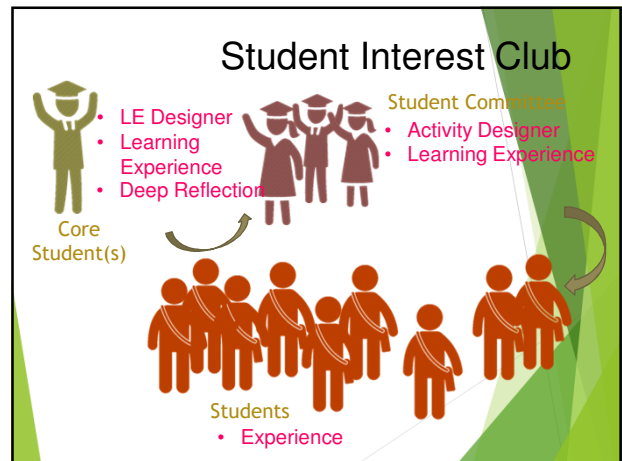 Student Interest Club
• LE Designer
• Learning
Experience
• Deep Reflection
Core
Student(s)
Student Committee
• Activity Designer
• Learning Experience
Students
• Experience